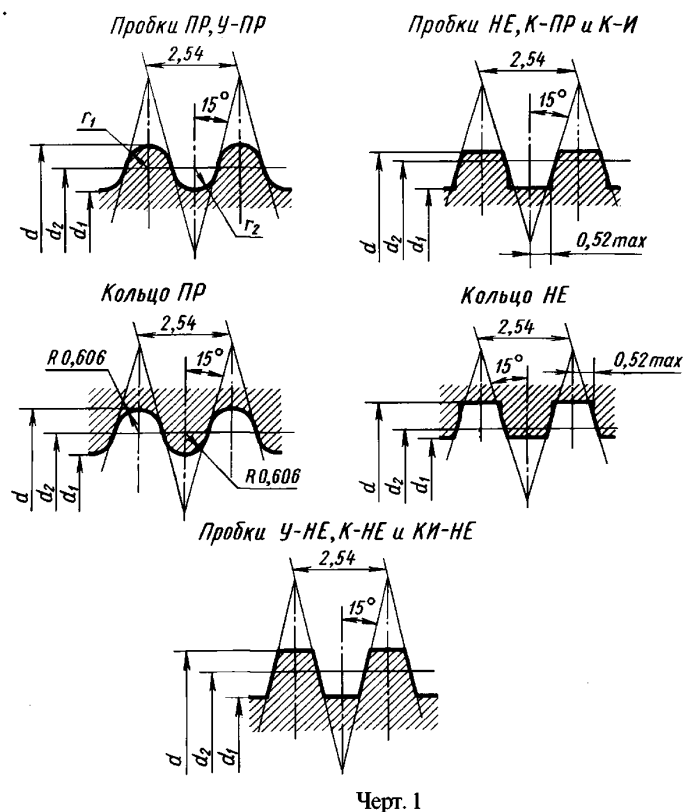 Пробки ПР, У-ПР
2,54
15°
r₁
r₂
d
d₂
d₁
Пробки НЕ, К-ПР и К-И
2,54
15°
d
d₂
d₁
0,52 max
Кольцо ПР
2,54
R 0,606
15°
d
d₂
d₁
R 0,606
Кольцо НЕ
2,54
15°
0,52 max
d
d₂
d₁
Пробки У-НЕ, К-НЕ и КИ-НЕ
2,54
15°
d
d₂
d₁
Черт. 1